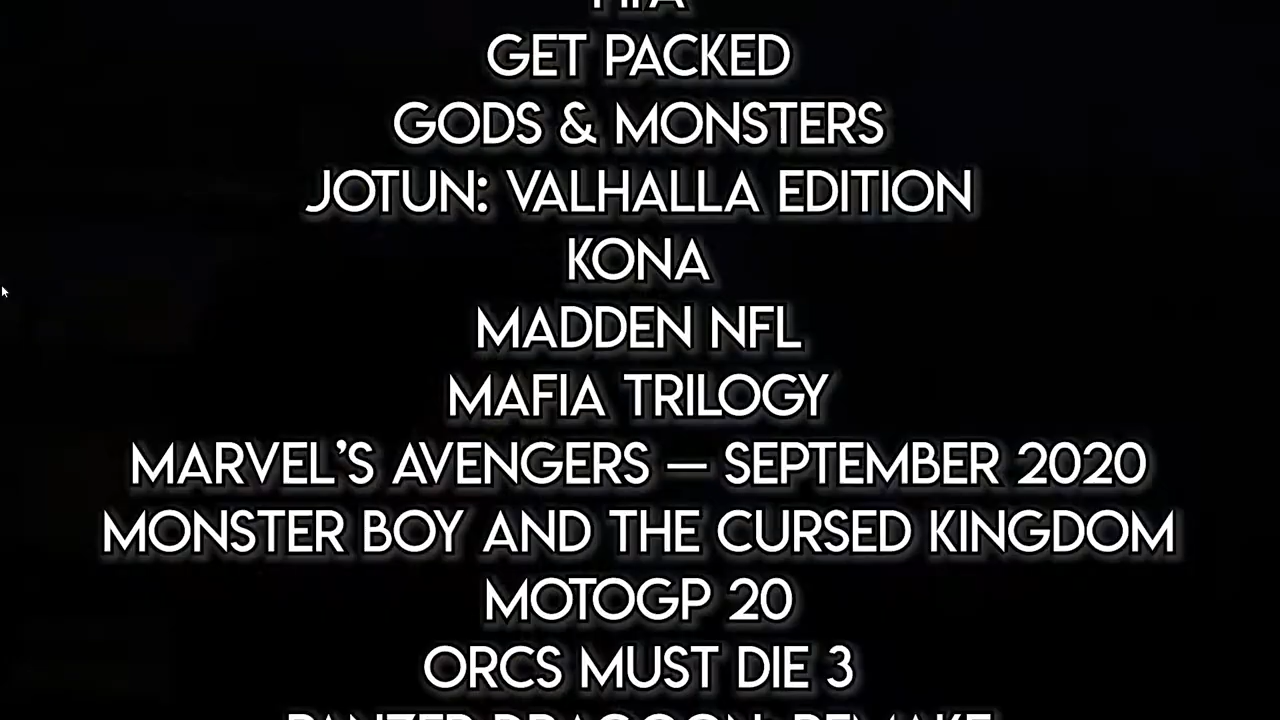 GET PACKED
GODS & MONSTERS
JOTUN: VALHALLA EDITION
KONA
MADDEN NFL
MAFIA TRILOGY
MARVEL’S AVENGERS — SEPTEMBER 2020
MONSTER BOY AND THE CURSED KINGDOM
MOTOGP 20
ORCS MUST DIE 3